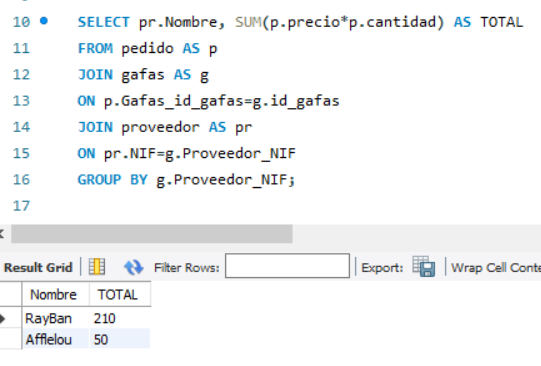 10 SELECT pr.Nombre, SUM(p.precio*p.cantidad) AS TOTAL
11 FROM pedido AS p
12 JOIN gafas AS g
13 ON p.Gafas_id_gafas=g.id_gafas
14 JOIN proveedor AS pr
15 ON pr.NIF=g.Proveedor_NIF
16 GROUP BY g.Proveedor_NIF;
17
Result Grid Filter Rows: Export: Wrap Cell Conte
Nombre TOTAL
RayBan 210
Afflelou 50